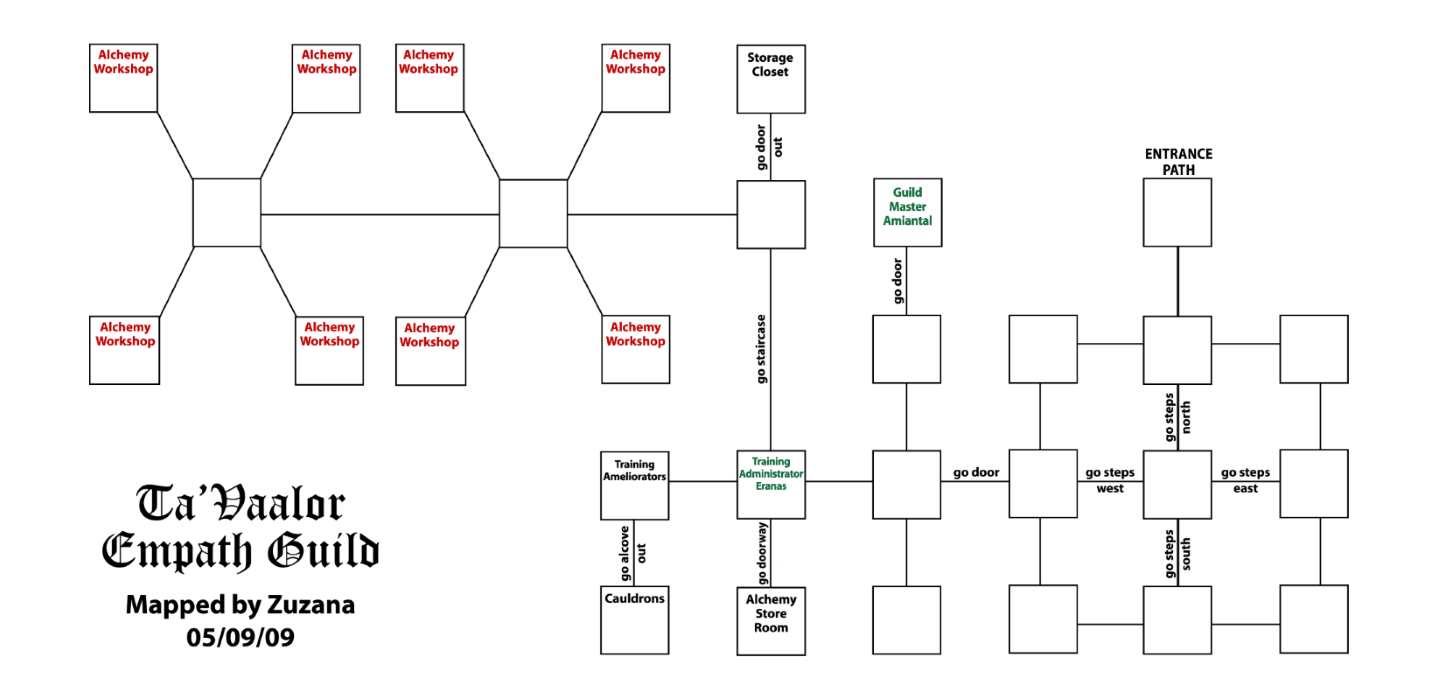 Alchemy
Workshop
Alchemy
Workshop
Alchemy
Workshop
Alchemy
Workshop
Storage
Closet
go door
out
ENTRANCE
PATH
Guild
Master
Amiantal
go door
Alchemy
Workshop
Alchemy
Workshop
Alchemy
Workshop
Alchemy
Workshop
go staircase
go steps
north
Training
Ameliorators
Training
Administrator
Eranas
go door
go steps
west
go steps
east
go alcove
out
go doorway
go steps
south
Cauldrons
Alchemy
Store
Room
Ta'Vaalor
Empath Guild
Mapped by Zuzana
05/09/09